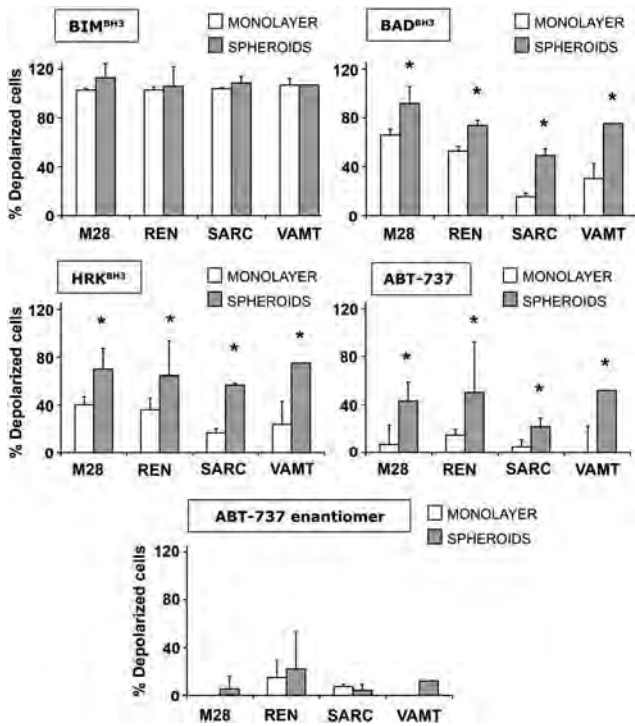 BIMᴮᴴ³
MONOLAYER
SPHEROIDS
% Depolarized cells
120
80
40
0
M28 REN SARC VAMT
BADᴮᴴ³
MONOLAYER
SPHEROIDS
120
80
40
0
* * * *
M28 REN SARC VAMT
HRKᴮᴴ³
MONOLAYER
SPHEROIDS
% Depolarized cells
120
80
40
0
* * * *
M28 REN SARC VAMT
ABT-737
MONOLAYER
SPHEROIDS
120
80
40
0
* * * *
M28 REN SARC VAMT
ABT-737 enantiomer
MONOLAYER
SPHEROIDS
% Depolarized cells
120
80
40
0
M28 REN SARC VAMT